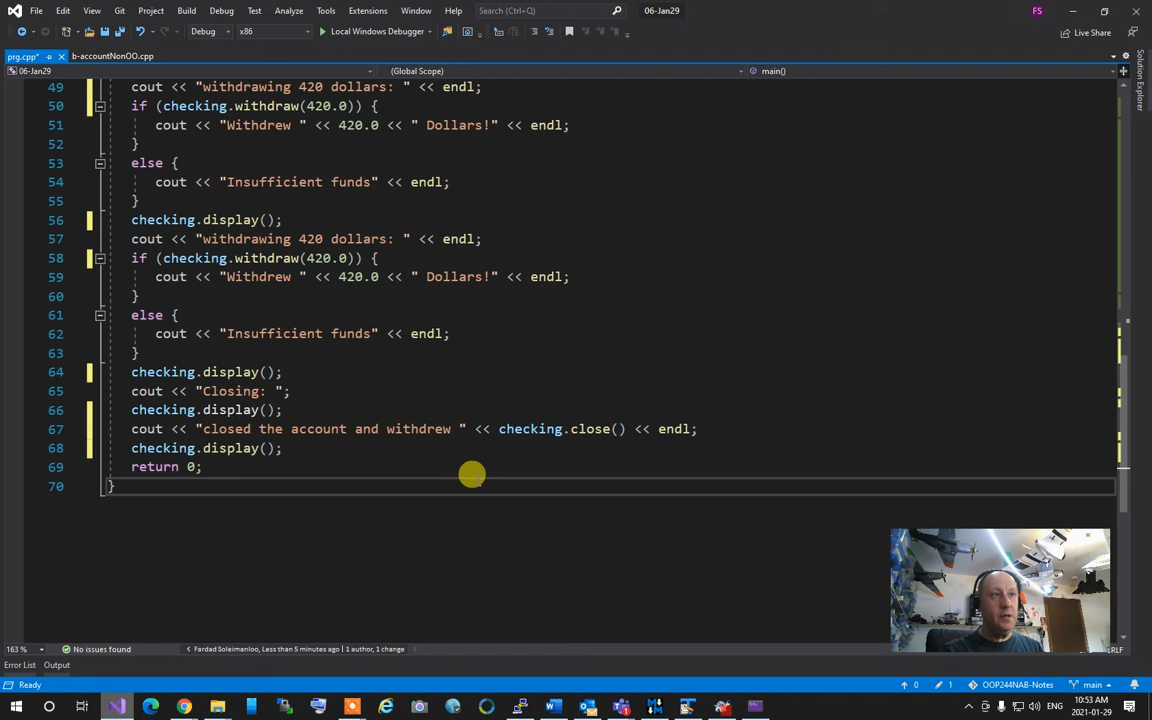 File Edit View Git Project Build Debug Test Analyze Tools Extensions Window Help Search (Ctrl+Q) 06-Jan29 FS
Debug x86 Local Windows Debugger Live Share
prg.cpp* b-accountNonOO.cpp
06-Jan29 (Global Scope) main()
Solution Explorer
49 cout << "withdrawing 420 dollars: " << endl;
50 if (checking.withdraw(420.0)) {
51 cout << "Withdrew " << 420.0 << " Dollars!" << endl;
52 }
53 else {
54 cout << "Insufficient funds" << endl;
55 }
56 checking.display();
57 cout << "withdrawing 420 dollars: " << endl;
58 if (checking.withdraw(420.0)) {
59 cout << "Withdrew " << 420.0 << " Dollars!" << endl;
60 }
61 else {
62 cout << "Insufficient funds" << endl;
63 }
64 checking.display();
65 cout << "Closing: ";
66 checking.display();
67 cout << "closed the account and withdrew " << checking.close() << endl;
68 checking.display();
69 return 0;
70 }
163 % No issues found Fardad Soleimanloo, Less than 5 minutes ago | 1 author, 1 change
Error List Output
Ready 0 1 OOP244NAB-Notes main
ENG 10:53 AM 2021-01-29